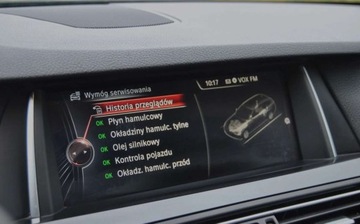 Wymóg serwisowania
10:17 VOX FM
Historia przeglądów
OK Płyn hamulcowy
OK Okładziny hamulc. tylne
OK Olej silnikowy
OK Kontrola pojazdu
OK Okładz. hamulc. przód